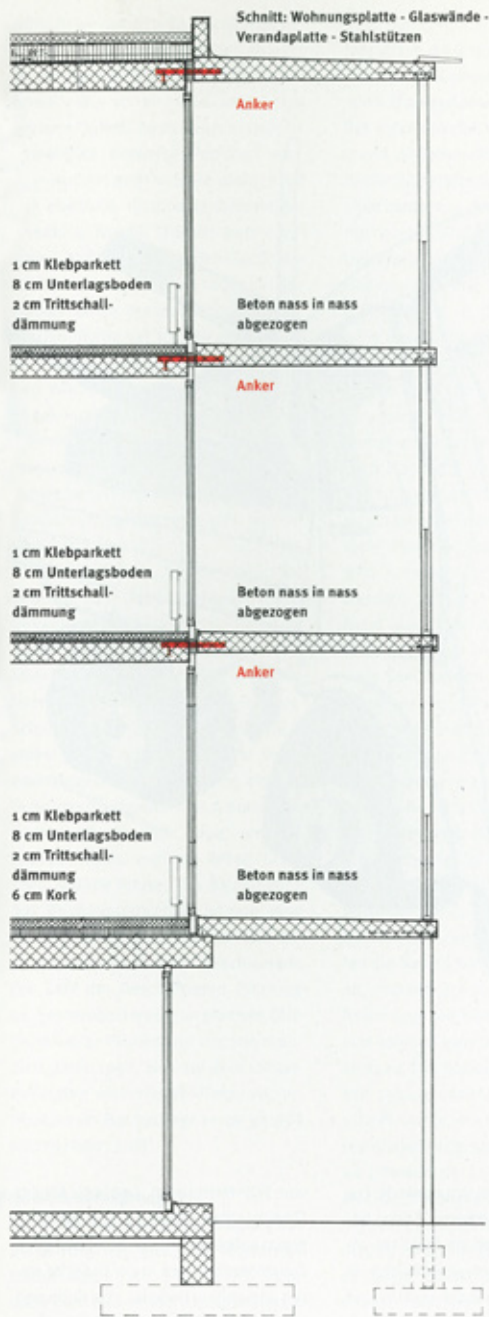 Schnitt: Wohnungsplatte - Glaswände -
Verandaplatte - Stahlstützen
Anker
1 cm Klebparkett
8 cm Unterlagsboden
2 cm Trittschall-
dämmung
Beton nass in nass
abgezogen
Anker
1 cm Klebparkett
8 cm Unterlagsboden
2 cm Trittschall-
dämmung
Beton nass in nass
abgezogen
Anker
1 cm Klebparkett
8 cm Unterlagsboden
2 cm Trittschall-
dämmung
6 cm Kork
Beton nass in nass
abgezogen